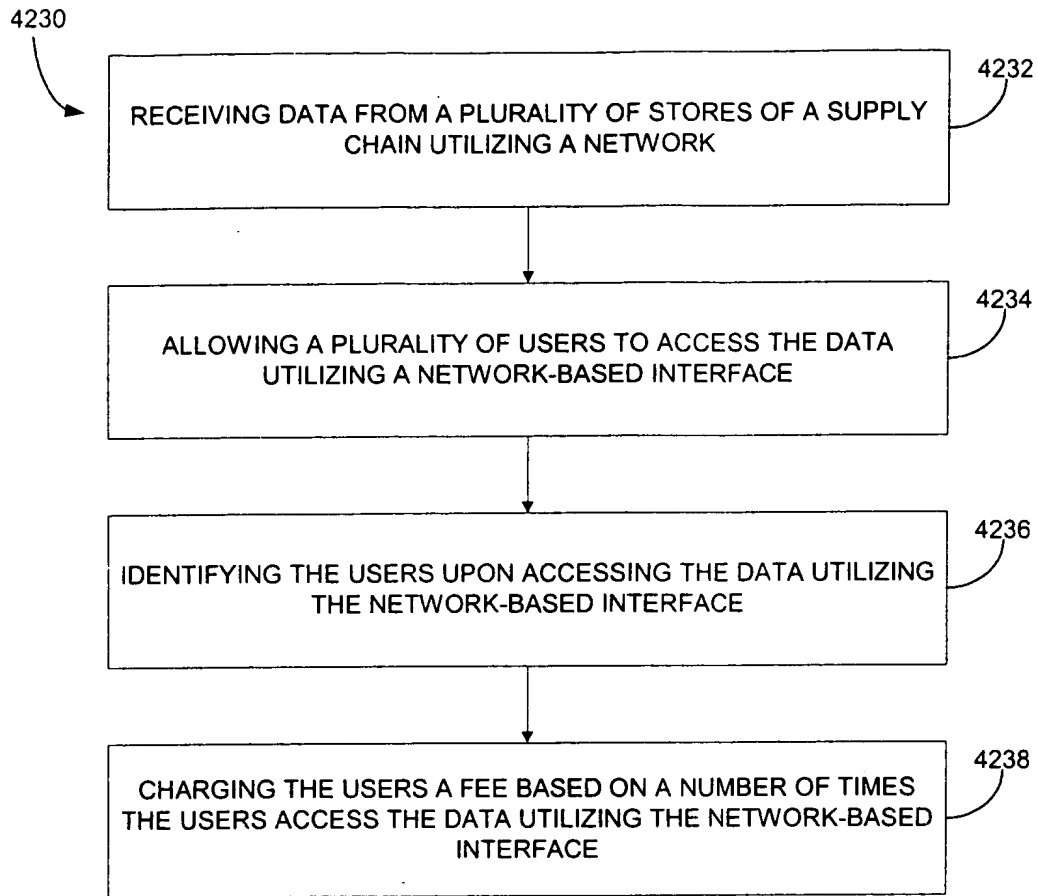 4230
4232
RECEIVING DATA FROM A PLURALITY OF STORES OF A SUPPLY
CHAIN UTILIZING A NETWORK
4234
ALLOWING A PLURALITY OF USERS TO ACCESS THE DATA
UTILIZING A NETWORK-BASED INTERFACE
4236
IDENTIFYING THE USERS UPON ACCESSING THE DATA UTILIZING
THE NETWORK-BASED INTERFACE
4238
CHARGING THE USERS A FEE BASED ON A NUMBER OF TIMES
THE USERS ACCESS THE DATA UTILIZING THE NETWORK-BASED
INTERFACE